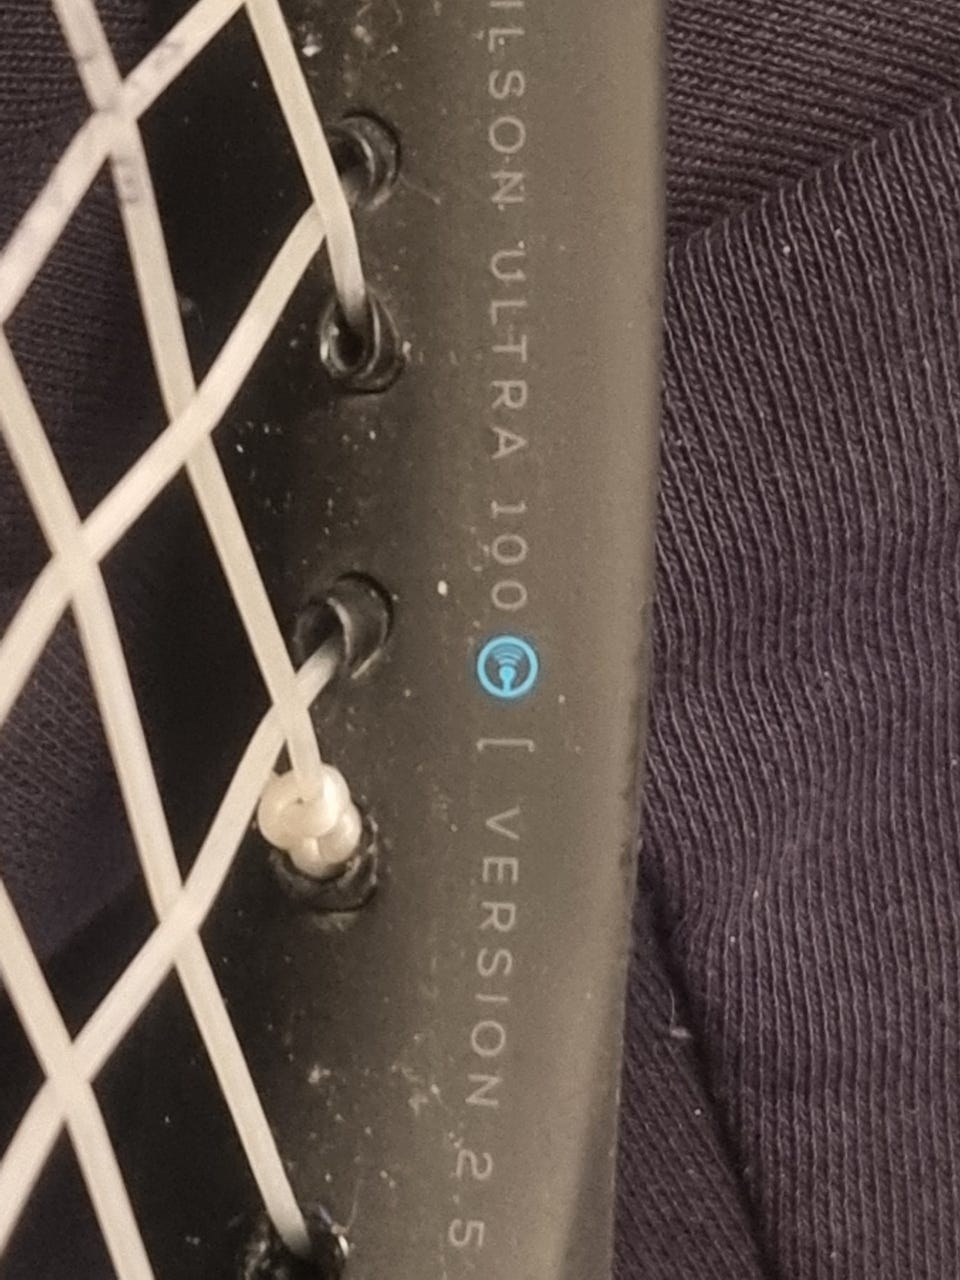 ILSON ULTRA 100 [ VERSION 2.5